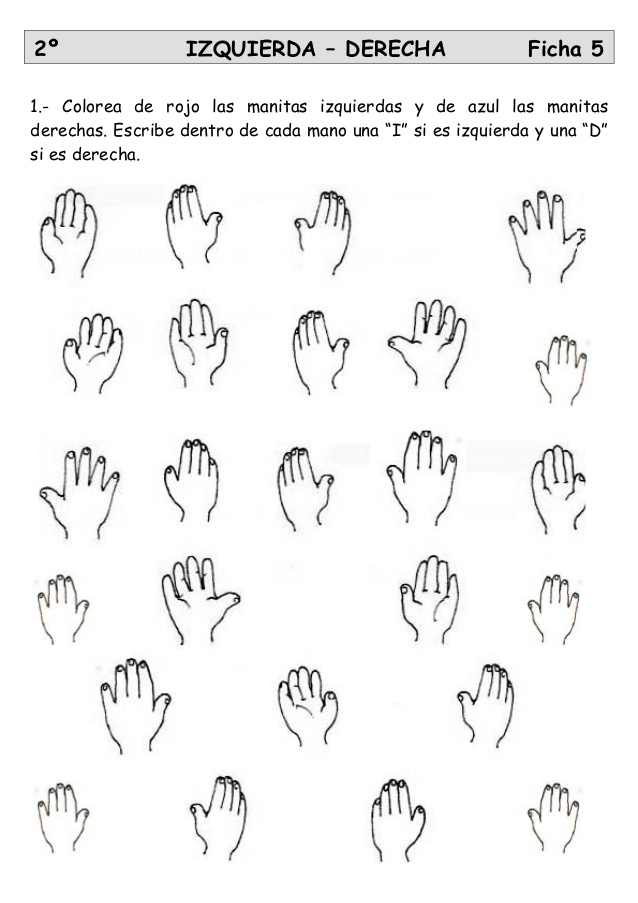 2º IZQUIERDA – DERECHA Ficha 5
1.- Colorea de rojo las manitas izquierdas y de azul las manitas
derechas. Escribe dentro de cada mano una “I” si es izquierda y una “D”
si es derecha.